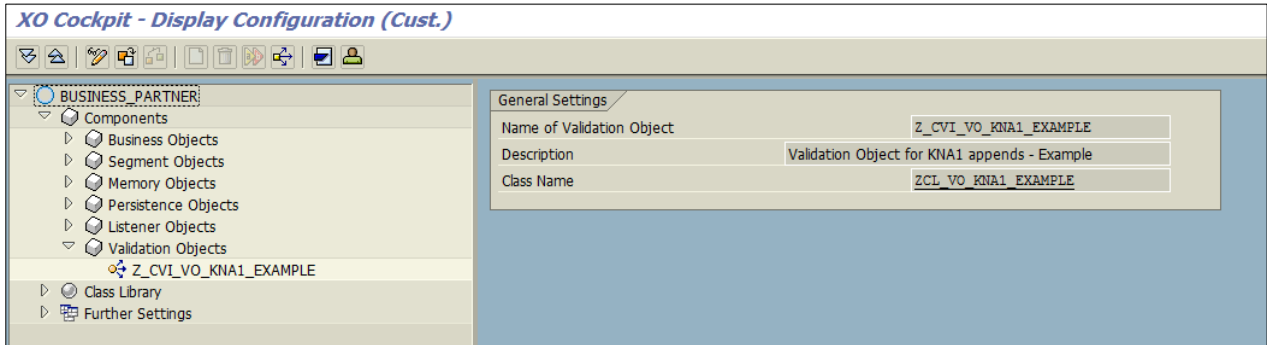 XO Cockpit - Display Configuration (Cust.)
BUSINESS_PARTNER
Components
Business Objects
Segment Objects
Memory Objects
Persistence Objects
Listener Objects
Validation Objects
Z_CVI_VO_KNA1_EXAMPLE
Class Library
Further Settings
General Settings
Name of Validation Object Z_CVI_VO_KNA1_EXAMPLE
Description Validation Object for KNA1 appends - Example
Class Name ZCL_VO_KNA1_EXAMPLE